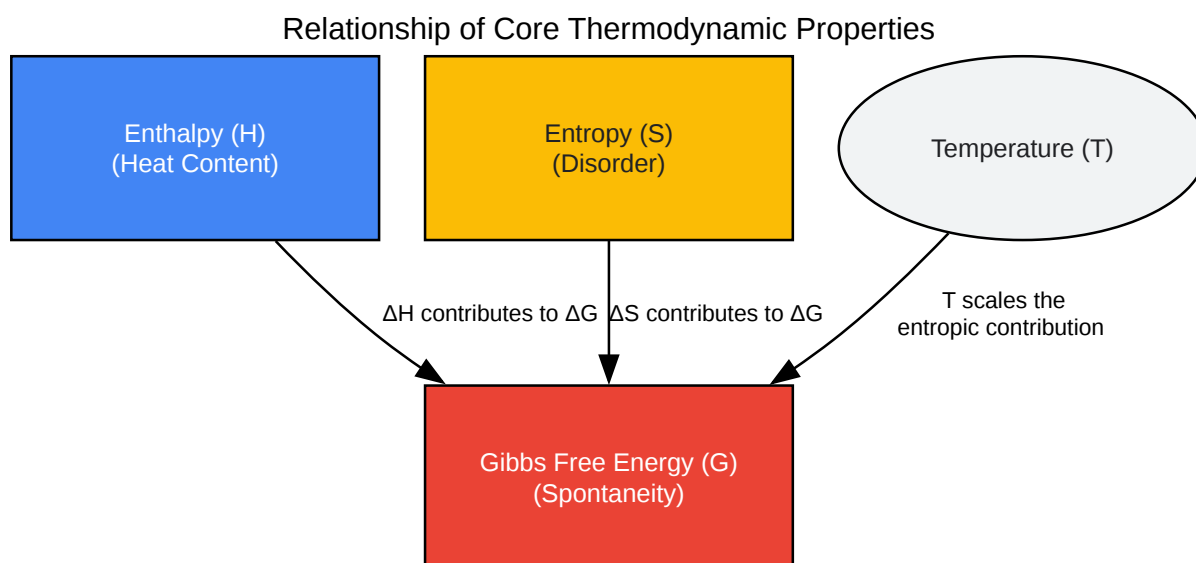 Relationship of Core Thermodynamic Properties
Enthalpy (H)
(Heat Content)
Entropy (S)
(Disorder)
Temperature (T)
ΔH contributes to ΔG
ΔS contributes to ΔG
T scales the
entropic contribution
Gibbs Free Energy (G)
(Spontaneity)